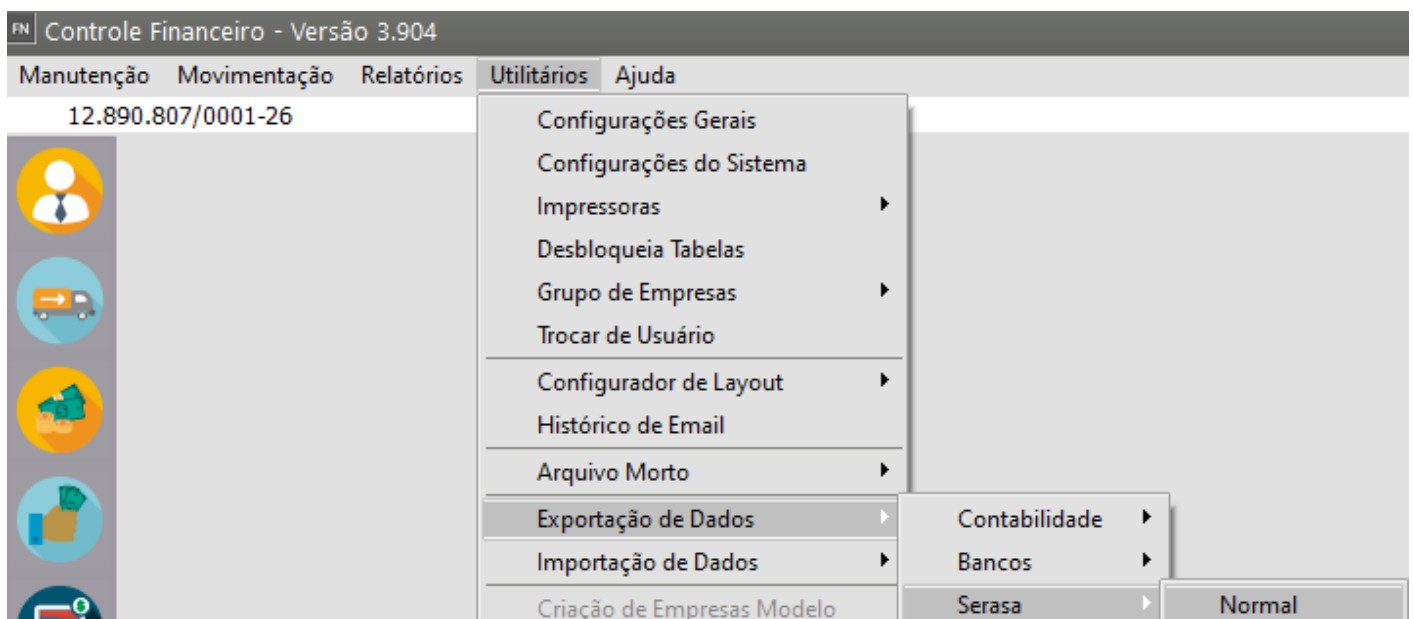 FN Controle Financeiro - Versão 3.904
Manutenção Movimentação Relatórios Utilitários Ajuda
12.890.807/0001-26
Configurações Gerais
Configurações do Sistema
Impressoras
Desbloqueia Tabelas
Grupo de Empresas
Trocar de Usuário
Configurador de Layout
Histórico de Email
Arquivo Morto
Exportação de Dados
Importação de Dados
Criação de Empresas Modelo
Contabilidade
Bancos
Serasa
Normal